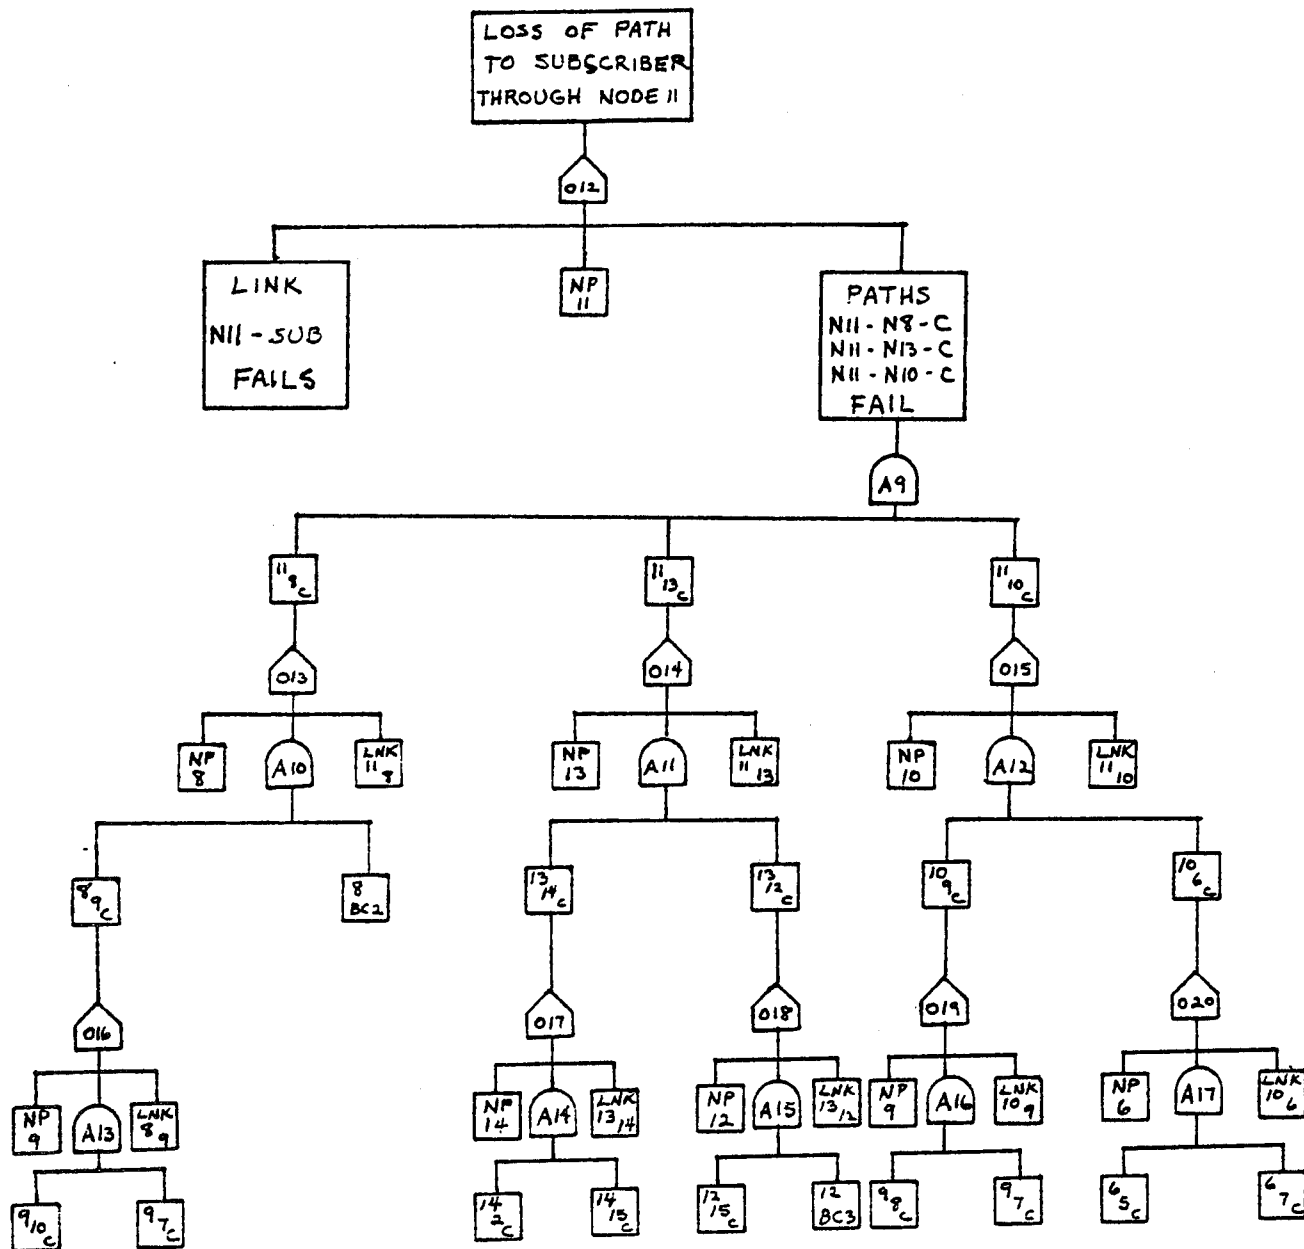 LOSS OF PATH
TO SUBSCRIBER
THROUGH NODE 11
O12
LINK
N11 - SUB
FAILS
NP
11
PATHS
N11 - N8 - C
N11 - N13 - C
N11 - N10 - C
FAIL
A9
11 8 C
11 13 C
11 10 C
O13
O14
O15
NP
8
A10
LNK
11 8
NP
13
A11
LNK
11 13
NP
10
A12
LNK
11 10
8 9 C
8
BC2
13 14 C
13 12 C
10 9 C
10 6 C
O16
O17
O18
O19
O20
NP
9
A13
LNK
8 9
NP
14
A14
LNK
13 14
NP
12
A15
LNK
13 12
NP
9
A16
LNK
10 9
NP
6
A17
LNK
10 6
9 10 C
9 7 C
14 2 C
14 15 C
12 15 C
12
BC3
9 8 C
9 7 C
6 5 C
6 7 C